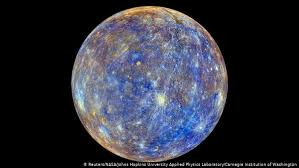 © Reuters/NASA/Johns Hopkins University Applied Physics Laboratory/Carnegie Institution of Washington